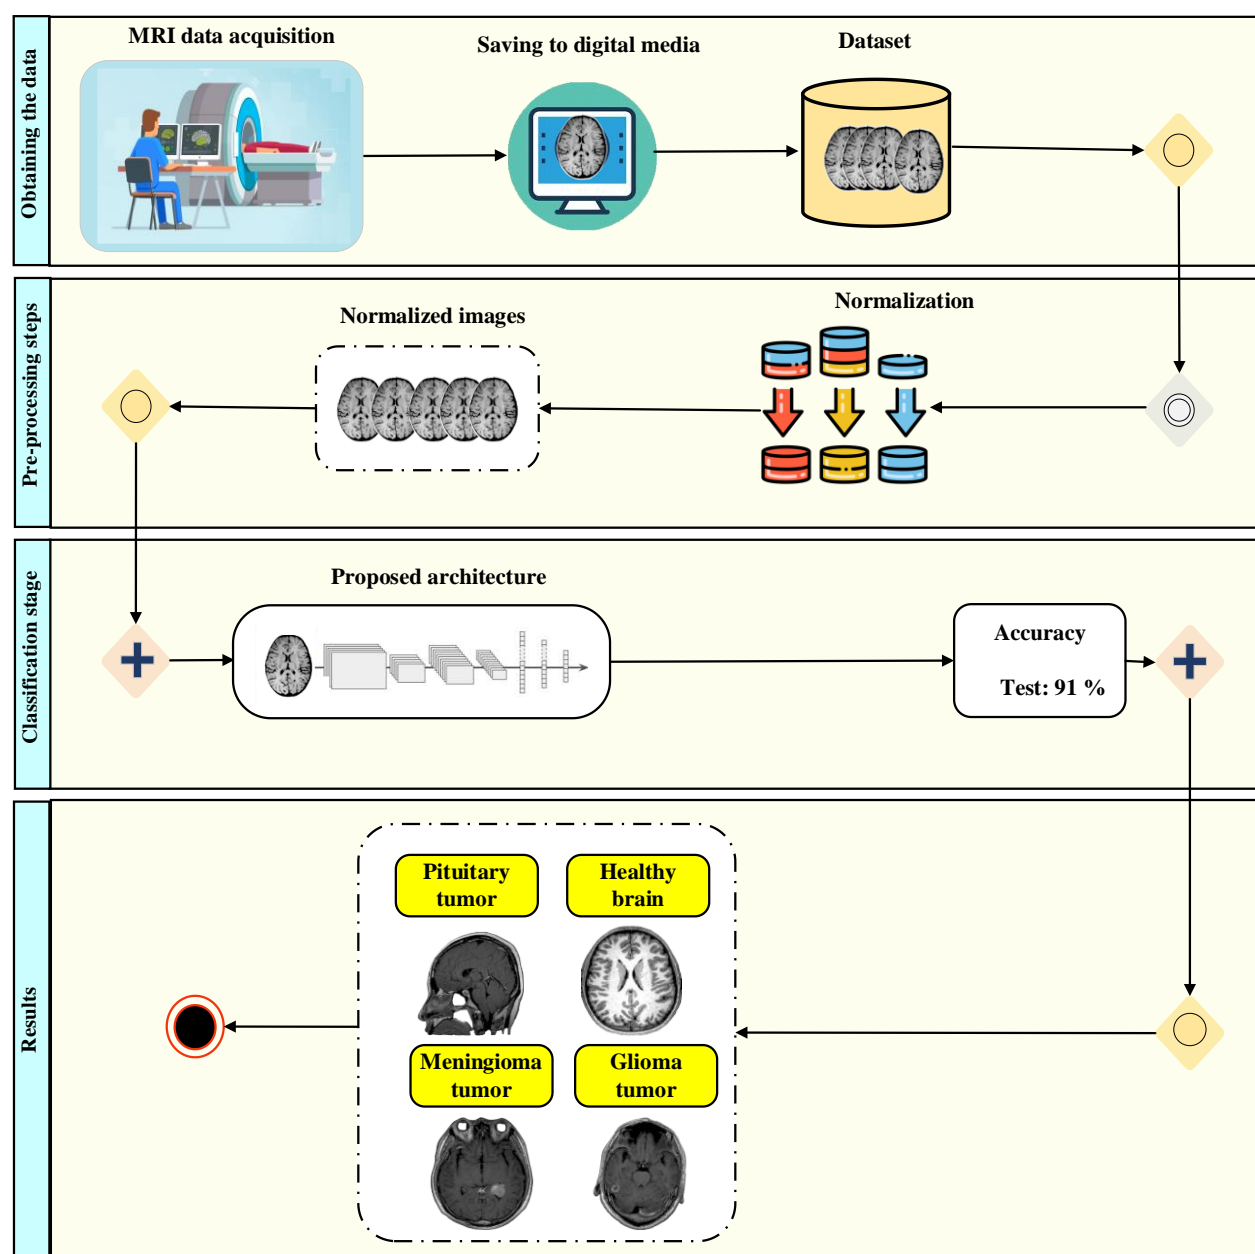 Obtaining the data
MRI data acquisition
Saving to digital media
Dataset
Pre-processing steps
Normalized images
Normalization
Classification stage
Proposed architecture
Accuracy
Test: 91 %
Results
Pituitary
tumor
Healthy
brain
Meningioma
tumor
Glioma
tumor